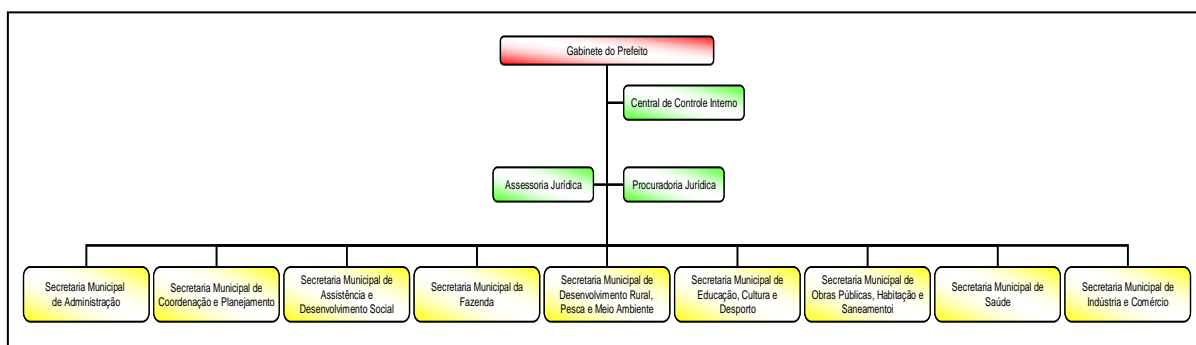 Gabinete do Prefeito
Central de Controle Interno
Assessoria Jurídica
Procuradoria Jurídica
Secretaria Municipal
de Administração
Secretaria Municipal de
Coordenação e Planejamento
Secretaria Municipal de
Assistência e
Desenvolvimento Social
Secretaria Municipal da
Fazenda
Secretaria Municipal de
Desenvolvimento Rural,
Pesca e Meio Ambiente
Secretaria Municipal de
Educação, Cultura e
Desporto
Secretaria Municipal de
Obras Públicas, Habitação e
Saneamentoi
Secretaria Municipal de
Saúde
Secretaria Municipal de
Indústria e Comércio